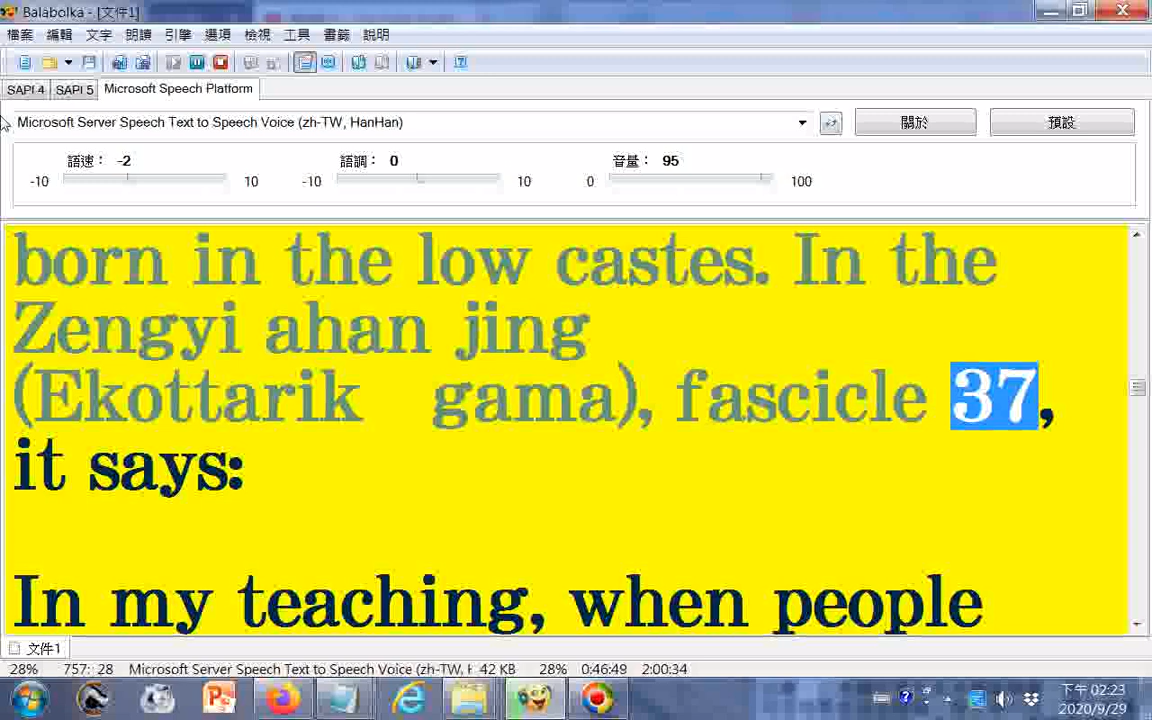 Balabolka - [文件1]
檔案 編輯 文字 朗讀 引擎 選項 檢視 工具 書籤 說明
SAPI 4 SAPI 5 Microsoft Speech Platform
Microsoft Server Speech Text to Speech Voice (zh-TW, HanHan) 關於 預設
語速： -2 語調： 0 音量： 95
-10 10 -10 10 0 100
born in the low castes. In the
Zengyi ahan jing
(Ekottarik gama), fascicle 37,
it says:
In my teaching, when people
文件1
28% 757: 28 Microsoft Server Speech Text to Speech Voice (zh-TW, H 42 KB 28% 0:46:49 2:00:34
下午 02:23
2020/9/29